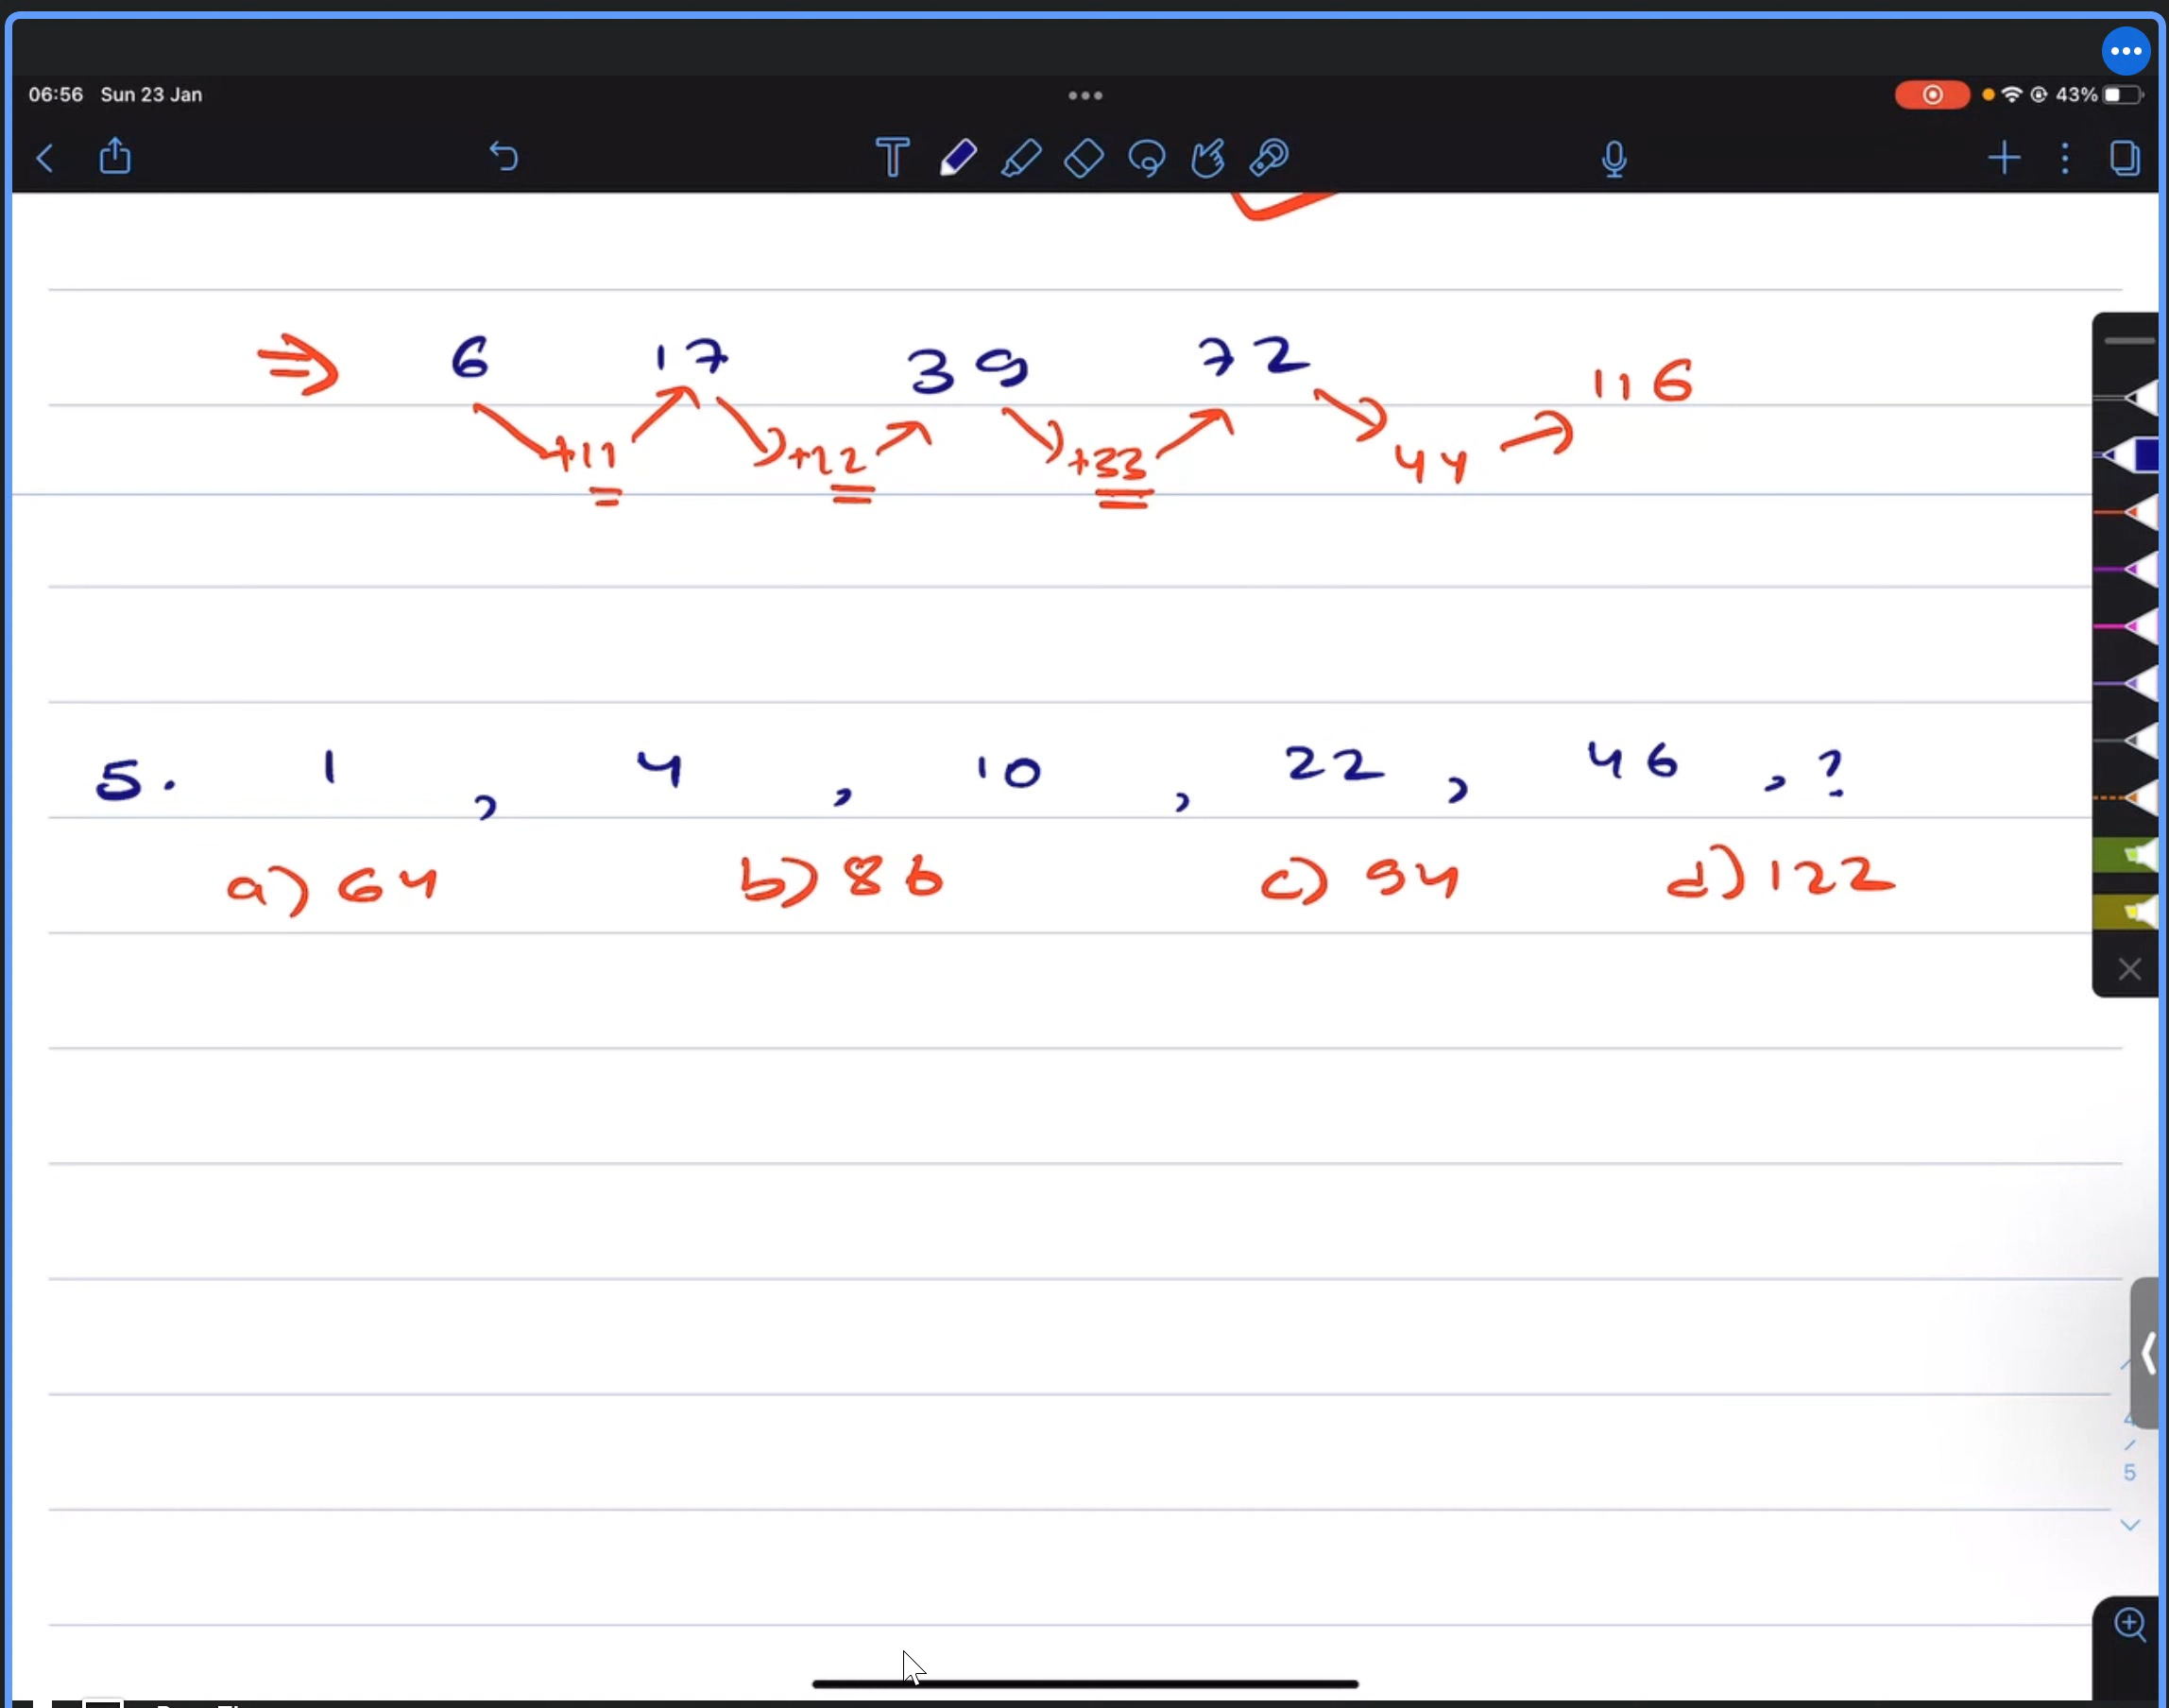 06:56 Sun 23 Jan 43%
T
⇒ 6 17 39 72 116
+11 +22 +33 44
5. 1 , 4 , 10 , 22 , 46 , ?
a) 64 b) 86 c) 94 d) 122
4
/
5